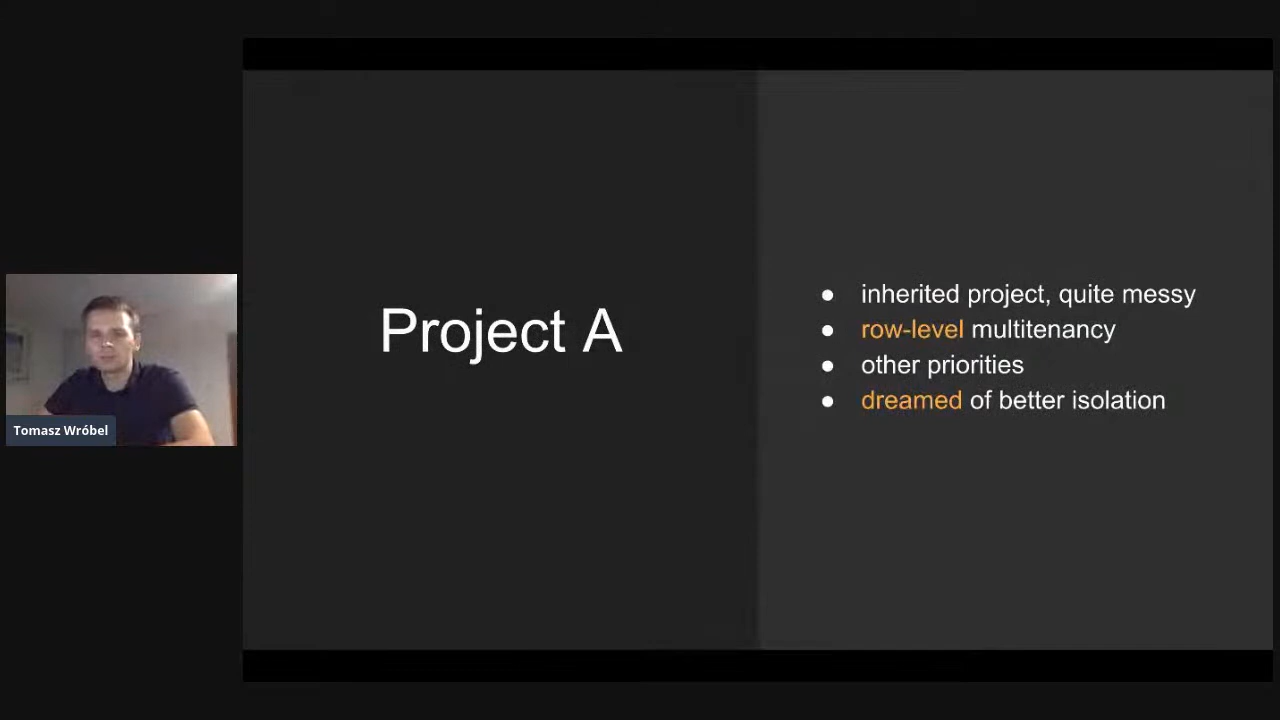 Tomasz Wróbel
Project A
● inherited project, quite messy
● row-level multitenancy
● other priorities
● dreamed of better isolation